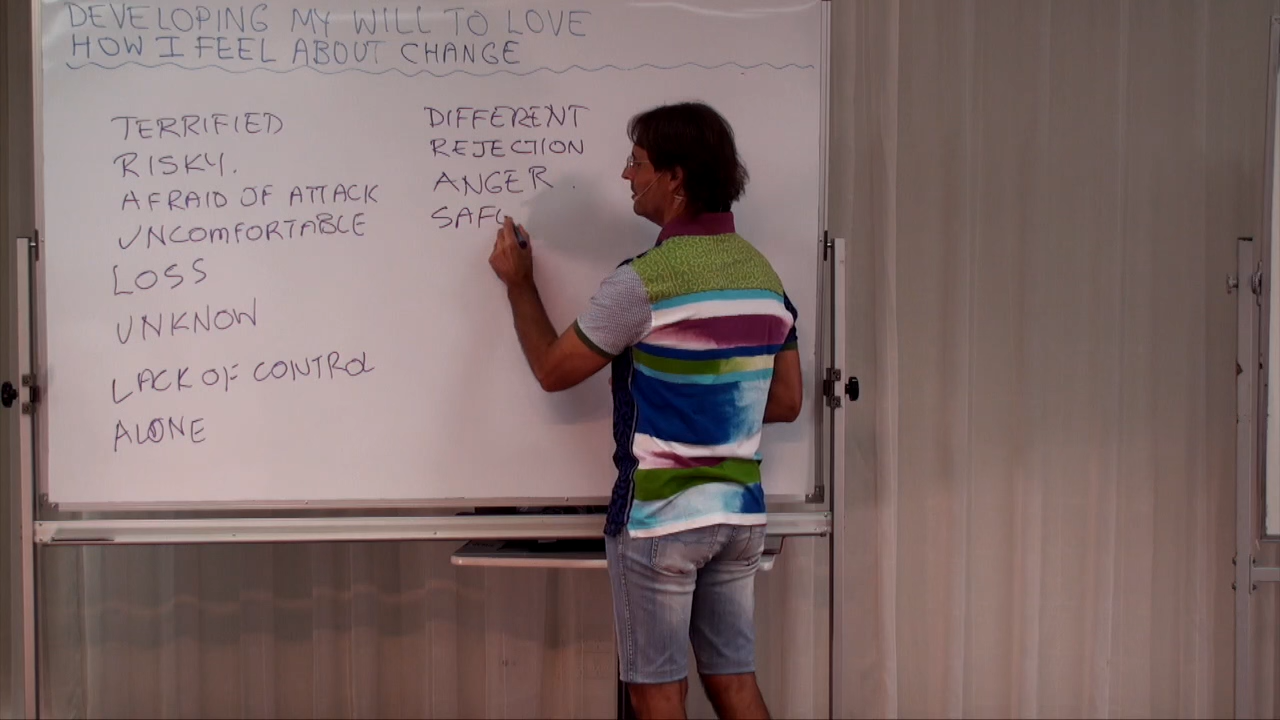 DEVELOPING MY WILL TO LOVE
HOW I FEEL ABOUT CHANGE
TERRIFIED
RISKY.
AFRAID OF ATTACK
UNCOMFORTABLE
LOSS
UNKNOW
LACK OF CONTROL
ALONE
DIFFERENT
REJECTION
ANGER.